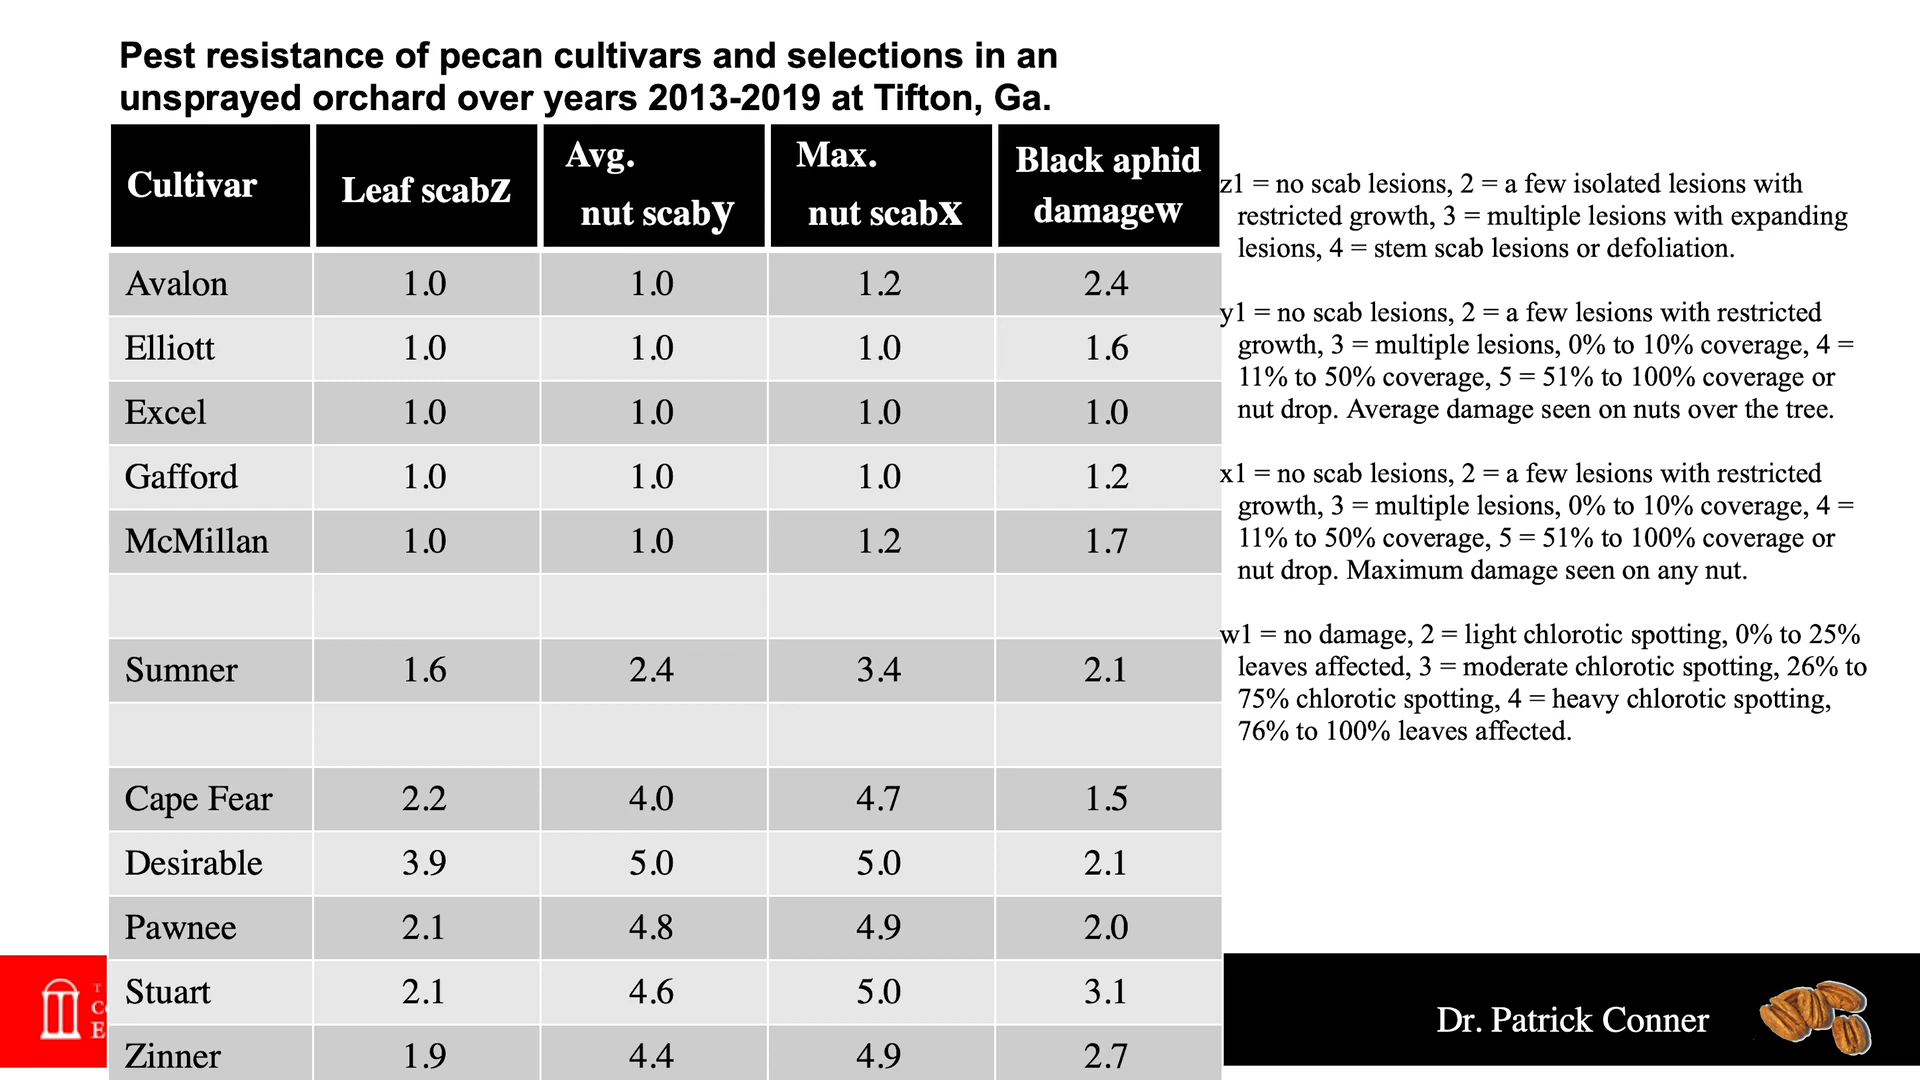 Pest resistance of pecan cultivars and selections in an
unsprayed orchard over years 2013-2019 at Tifton, Ga.
Cultivar Leaf scabz Avg. nut scaby Max. nut scabx Black aphid damagew
Avalon 1.0 1.0 1.2 2.4
Elliott 1.0 1.0 1.0 1.6
Excel 1.0 1.0 1.0 1.0
Gafford 1.0 1.0 1.0 1.2
McMillan 1.0 1.0 1.2 1.7
Sumner 1.6 2.4 3.4 2.1
Cape Fear 2.2 4.0 4.7 1.5
Desirable 3.9 5.0 5.0 2.1
Pawnee 2.1 4.8 4.9 2.0
Stuart 2.1 4.6 5.0 3.1
Zinner 1.9 4.4 4.9 2.7
z1 = no scab lesions, 2 = a few isolated lesions with
restricted growth, 3 = multiple lesions with expanding
lesions, 4 = stem scab lesions or defoliation.
y1 = no scab lesions, 2 = a few lesions with restricted
growth, 3 = multiple lesions, 0% to 10% coverage, 4 =
11% to 50% coverage, 5 = 51% to 100% coverage or
nut drop. Average damage seen on nuts over the tree.
x1 = no scab lesions, 2 = a few lesions with restricted
growth, 3 = multiple lesions, 0% to 10% coverage, 4 =
11% to 50% coverage, 5 = 51% to 100% coverage or
nut drop. Maximum damage seen on any nut.
w1 = no damage, 2 = light chlorotic spotting, 0% to 25%
leaves affected, 3 = moderate chlorotic spotting, 26% to
75% chlorotic spotting, 4 = heavy chlorotic spotting,
76% to 100% leaves affected.
Dr. Patrick Conner